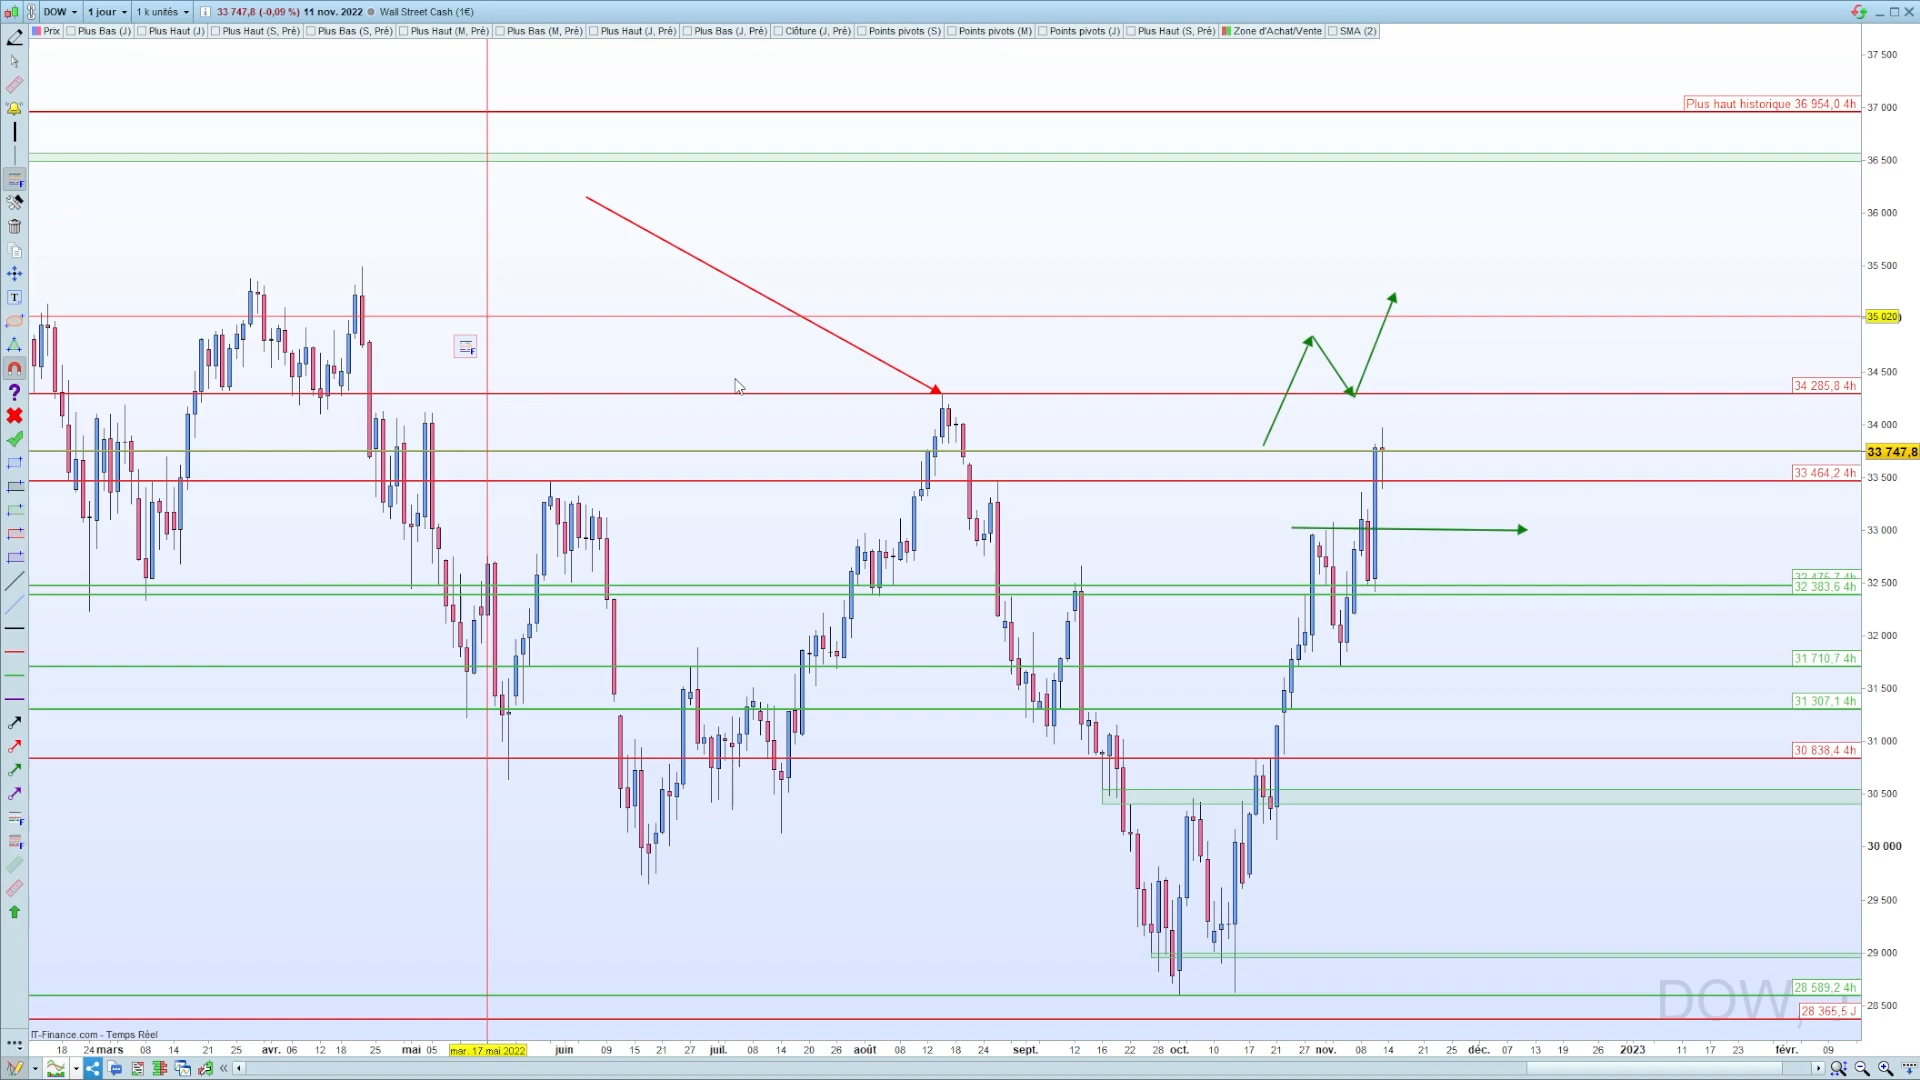 DOW 1 jour 1 k unités i 33 747,8 (-0,09 %) 11 nov. 2022 Wall Street Cash (1€)
Prix Plus Bas (J) Plus Haut (J) Plus Haut (S, Pré) Plus Bas (S, Pré) Plus Haut (M, Pré) Plus Bas (M, Pré) Plus Haut (J, Pré) Plus Bas (J, Pré) Clôture (J, Pré) Points pivots (S) Points pivots (M) Points pivots (J) Plus Haut (S, Pré) Zone d'Achat/Vente SMA (2)
37 500
Plus haut historique 36 954,0 4h
37 000
36 500
36 000
35 500
35 020
34 285,8 4h
34 500
34 000
33 747,8
33 464,2 4h
33 500
33 000
32 475,7 4h
32 383,6 4h
32 500
32 000
31 710,7 4h
31 500
31 307,1 4h
31 000
30 838,4 4h
30 500
30 000
29 500
29 000
28 589,2 4h
DOW
28 500
28 365,5 J
IT-Finance.com - Temps Réel
18 24 mars 08 14 21 25 avr. 06 12 18 25 mai 05 mar. 17 mai 2022 juin 09 15 21 27 juil. 08 14 20 26 août 08 12 18 24 sept. 12 16 22 28 oct. 10 17 21 27 nov. 08 14 21 25 déc. 07 13 19 26 2023 11 17 23 févr. 09